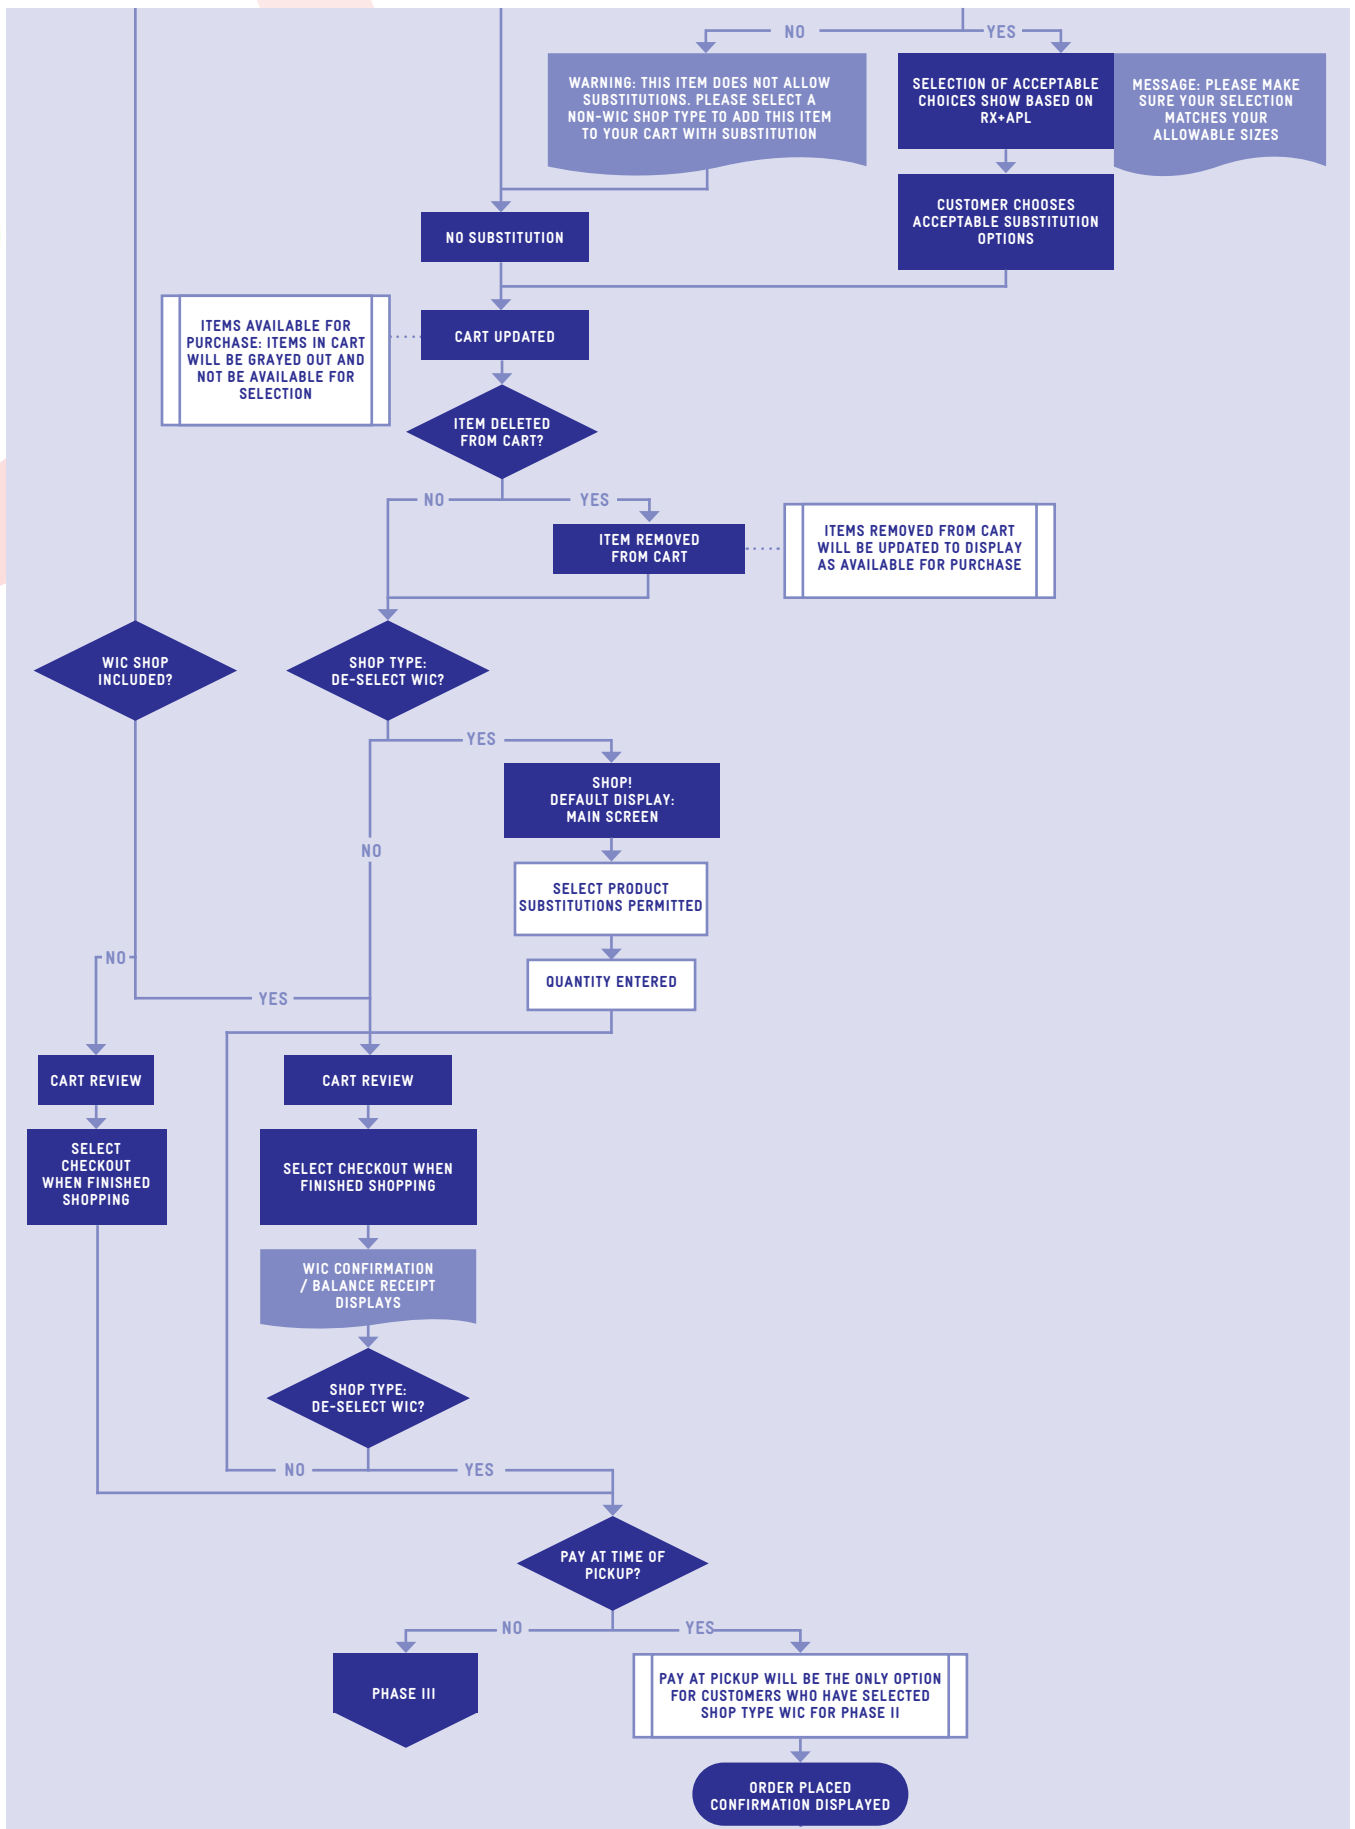 NO
YES
WARNING: THIS ITEM DOES NOT ALLOW
SUBSTITUTIONS. PLEASE SELECT A
NON-WIC SHOP TYPE TO ADD THIS ITEM
TO YOUR CART WITH SUBSTITUTION
SELECTION OF ACCEPTABLE
CHOICES SHOW BASED ON
RX+APL
MESSAGE: PLEASE MAKE
SURE YOUR SELECTION
MATCHES YOUR
ALLOWABLE SIZES
CUSTOMER CHOOSES
ACCEPTABLE SUBSTITUTION
OPTIONS
NO SUBSTITUTION
ITEMS AVAILABLE FOR
PURCHASE: ITEMS IN CART
WILL BE GRAYED OUT AND
NOT BE AVAILABLE FOR
SELECTION
CART UPDATED
ITEM DELETED
FROM CART?
NO
YES
ITEM REMOVED
FROM CART
ITEMS REMOVED FROM CART
WILL BE UPDATED TO DISPLAY
AS AVAILABLE FOR PURCHASE
WIC SHOP
INCLUDED?
SHOP TYPE:
DE-SELECT WIC?
YES
SHOP!
DEFAULT DISPLAY:
MAIN SCREEN
NO
SELECT PRODUCT
SUBSTITUTIONS PERMITTED
NO
QUANTITY ENTERED
YES
CART REVIEW
CART REVIEW
SELECT
CHECKOUT
WHEN FINISHED
SHOPPING
SELECT CHECKOUT WHEN
FINISHED SHOPPING
WIC CONFIRMATION
/ BALANCE RECEIPT
DISPLAYS
SHOP TYPE:
DE-SELECT WIC?
NO
YES
PAY AT TIME OF
PICKUP?
NO
YES
PHASE III
PAY AT PICKUP WILL BE THE ONLY OPTION
FOR CUSTOMERS WHO HAVE SELECTED
SHOP TYPE WIC FOR PHASE II
ORDER PLACED
CONFIRMATION DISPLAYED